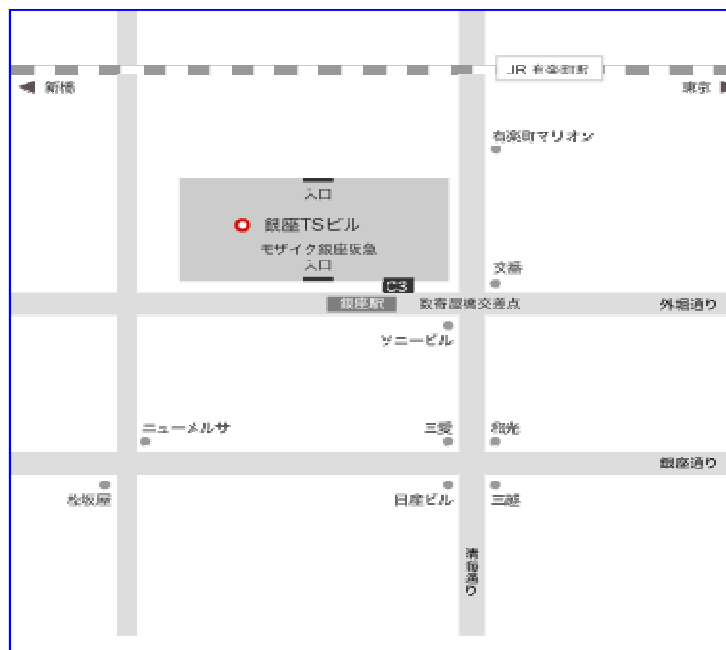 JR 有楽町駅
新橋
東京
有楽町マリオン
入口
銀座TSビル
モザイク銀座阪急
入口
交番
C3
銀座駅
数寄屋橋交差点
外堀通り
ソニービル
ニューメルサ
三愛
和光
銀座通り
松坂屋
日産ビル
三越
晴海通り